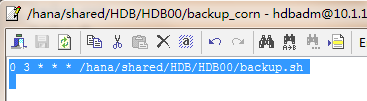 /hana/shared/HDB/HDB00/backup_corn - hdbadm@10.1.1
0 3 * * * /hana/shared/HDB/HDB00/backup.sh